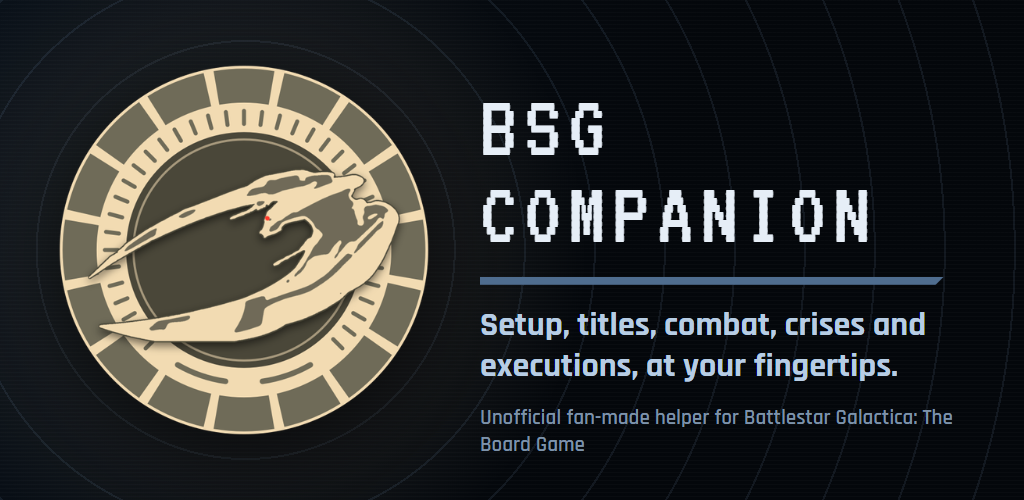 BSG
COMPANION
Setup, titles, combat, crises and
executions, at your fingertips.
Unofficial fan-made helper for Battlestar Galactica: The
Board Game